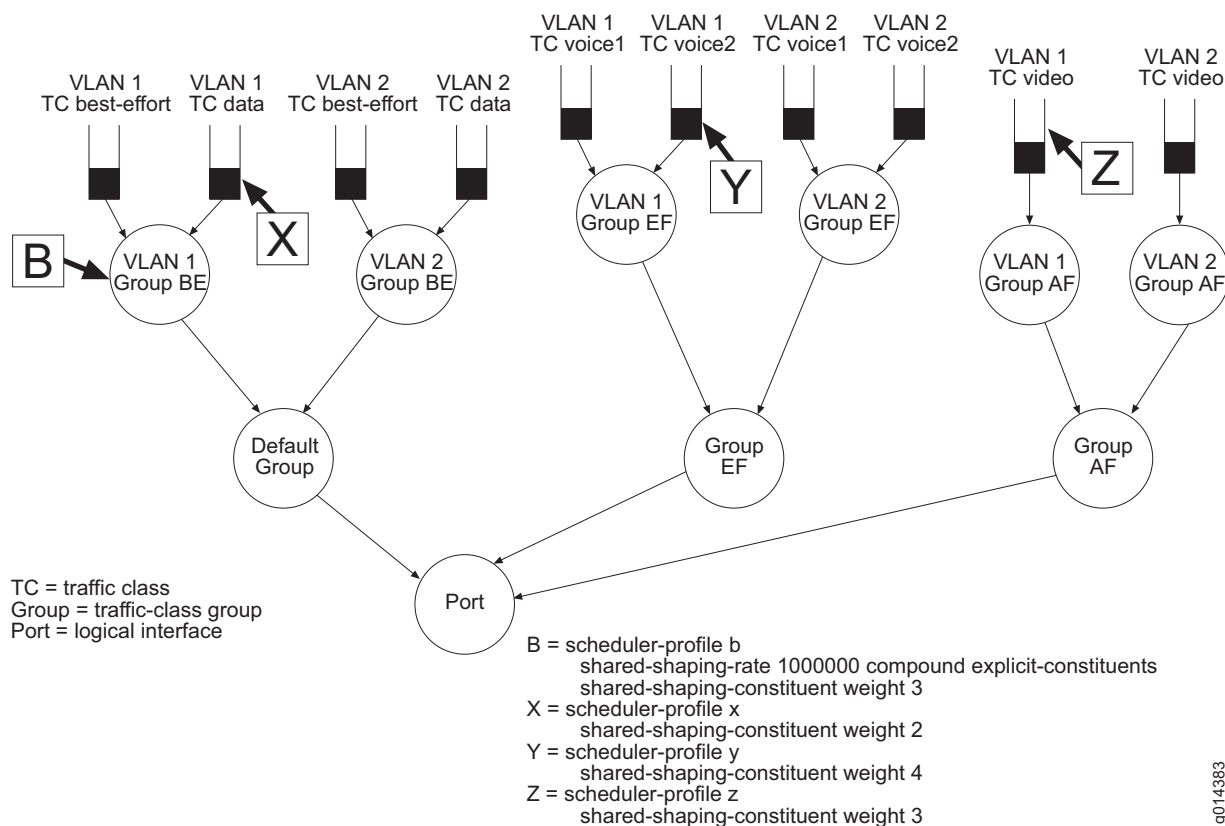 VLAN 1
TC best-effort
VLAN 1
TC data
VLAN 2
TC best-effort
VLAN 2
TC data
VLAN 1
TC voice1
VLAN 1
TC voice2
VLAN 2
TC voice1
VLAN 2
TC voice2
VLAN 1
TC video
VLAN 2
TC video
B
X
Y
Z
VLAN 1
Group BE
VLAN 2
Group BE
VLAN 1
Group EF
VLAN 2
Group EF
VLAN 1
Group AF
VLAN 2
Group AF
Default
Group
Group
EF
Group
AF
Port
TC = traffic class
Group = traffic-class group
Port = logical interface
B = scheduler-profile b
shared-shaping-rate 1000000 compound explicit-constituents
shared-shaping-constituent weight 3
X = scheduler-profile x
shared-shaping-constituent weight 2
Y = scheduler-profile y
shared-shaping-constituent weight 4
Z = scheduler-profile z
shared-shaping-constituent weight 3
g014383